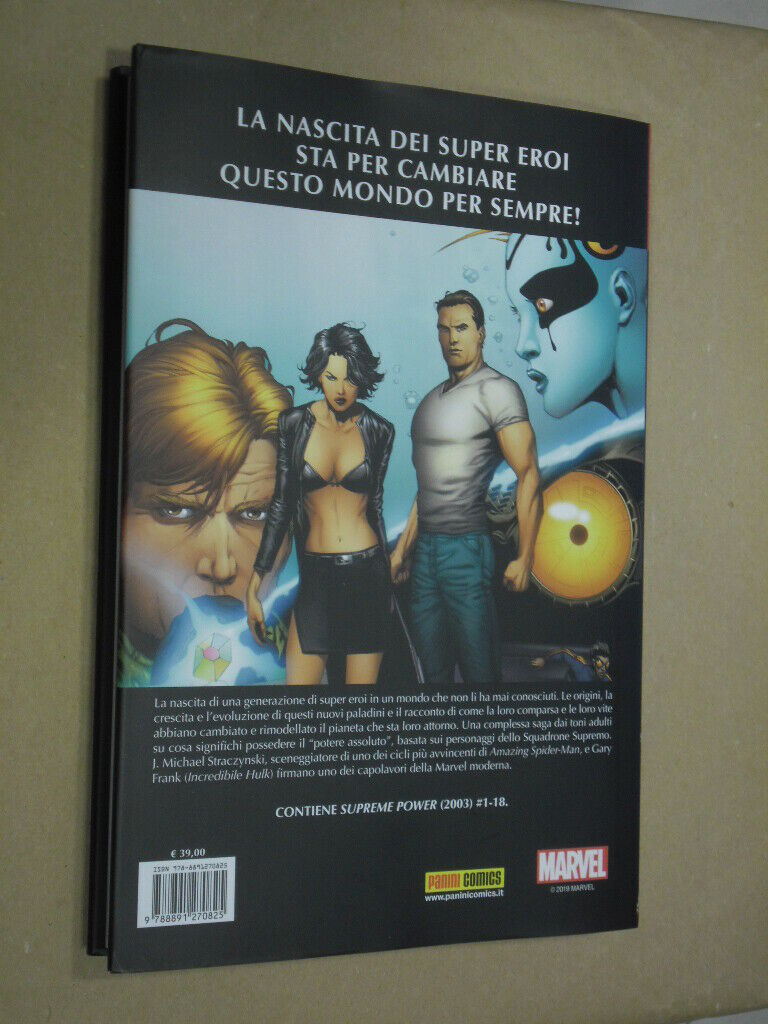 LA NASCITA DEI SUPER EROI
STA PER CAMBIARE
QUESTO MONDO PER SEMPRE!
La nascita di una generazione di super eroi in un mondo che non li ha mai conosciuti. Le origini, la
crescita e l'evoluzione di questi nuovi paladini e il racconto di come la loro comparsa e le loro vite
abbiano cambiato e rimodellato il pianeta che sta loro attorno. Una complessa saga dai toni adulti
su cosa significhi possedere il "potere assoluto", basata sui personaggi dello Squadrone Supremo.
J. Michael Straczynski, sceneggiatore di uno dei cicli più avvincenti di Amazing Spider-Man, e Gary
Frank (Incredibile Hulk) firmano uno dei capolavori della Marvel moderna.
CONTIENE SUPREME POWER (2003) #1-18.
€ 39,00
ISBN 978-8891270825
9 788891 270825
PANINI COMICS
www.paninicomics.it
MARVEL
© 2019 MARVEL